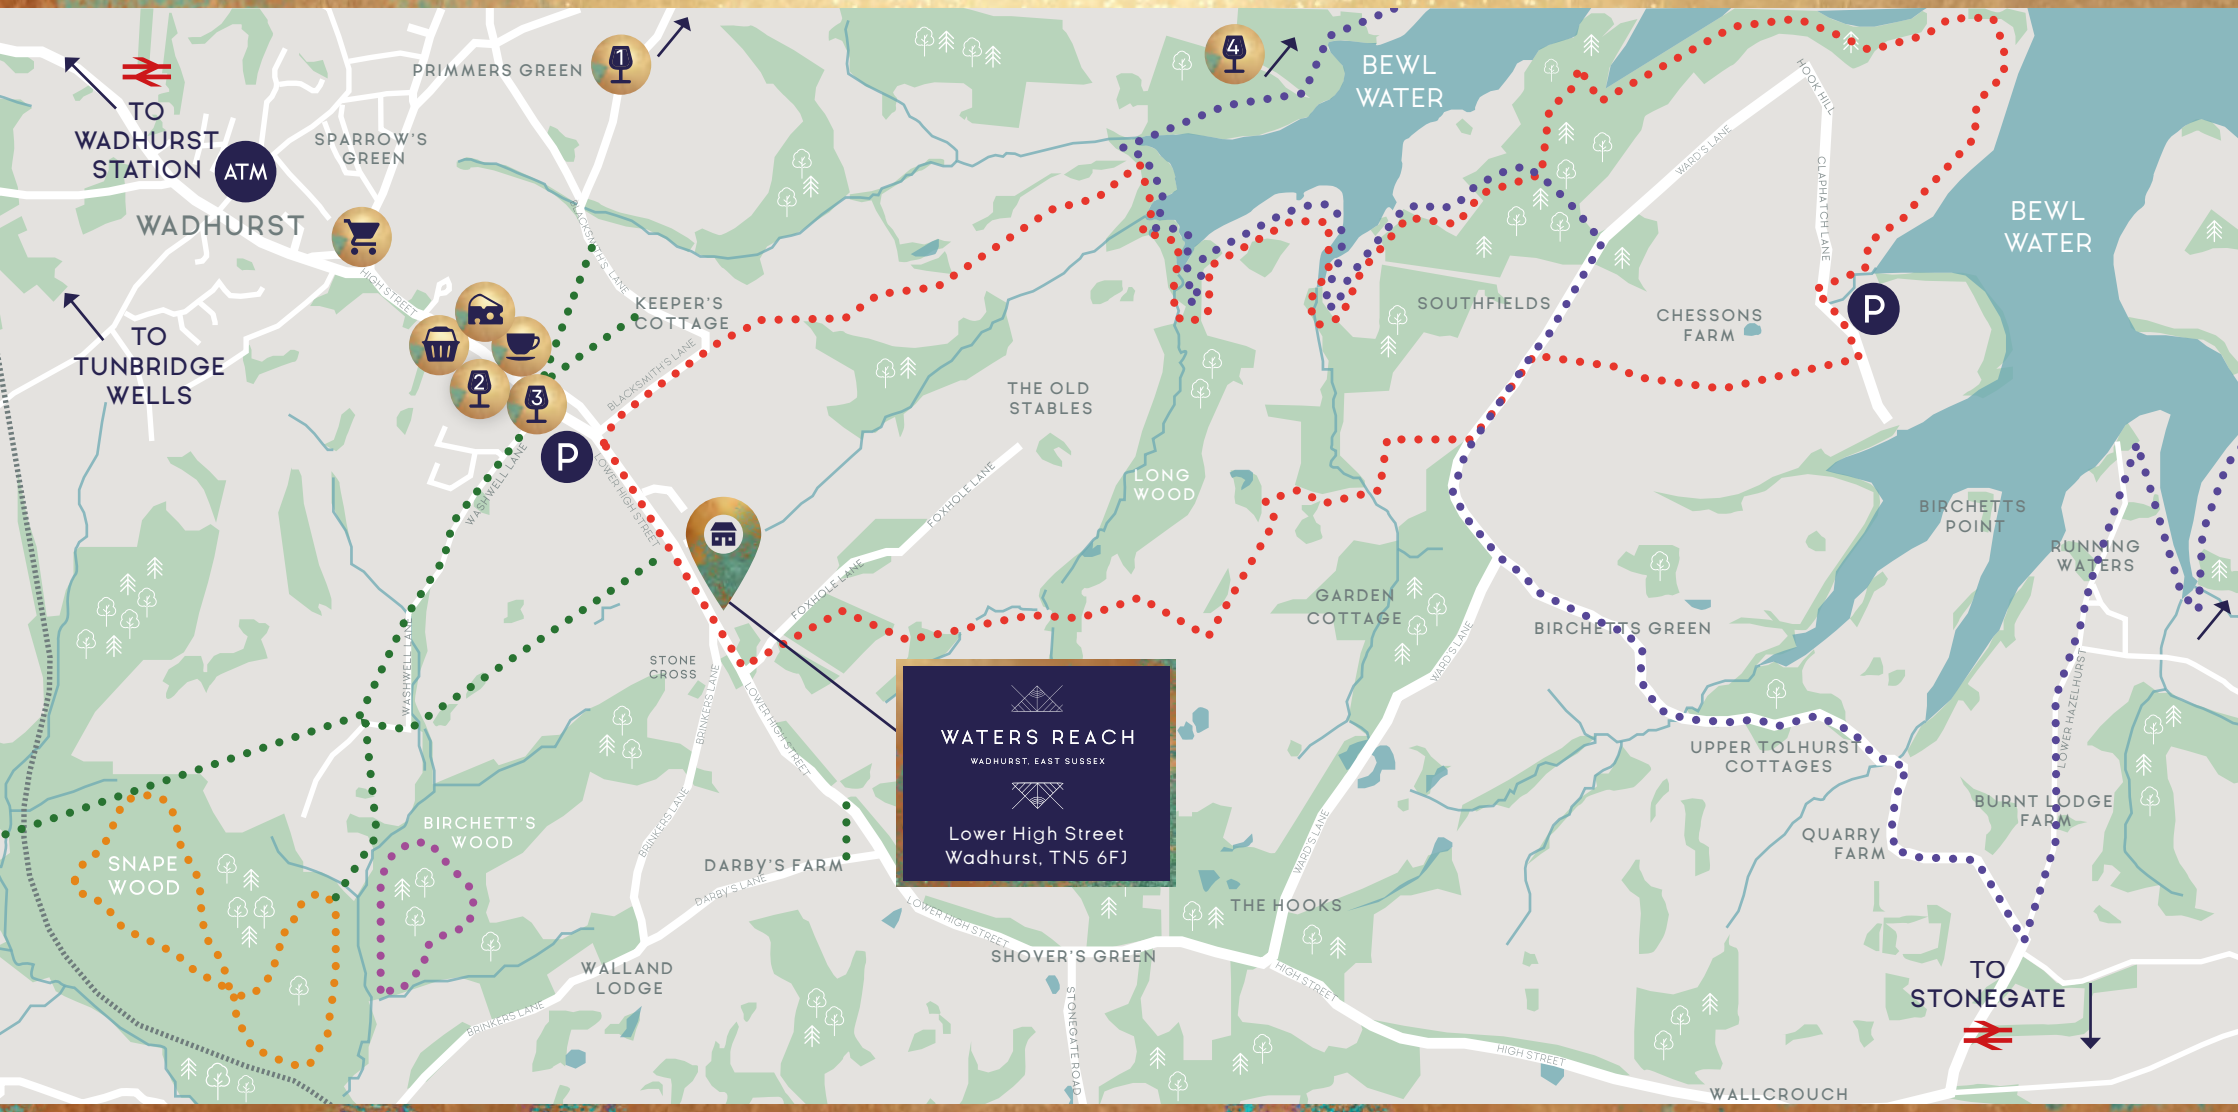 PRIMMERS GREEN
1
4
BEWL
WATER
TO
WADHURST
STATION
ATM
SPARROW'S
GREEN
WADHURST
HIGH STREET
BLACKSMITH'S LANE
KEEPER'S
COTTAGE
BLACKSMITH'S LANE
TO
TUNBRIDGE
WELLS
2
3
P
WASHWELL LANE
LOWER HIGH STREET
WARD'S LANE
HOOK HILL
CLAPHATCH LANE
BEWL
WATER
SOUTHFIELDS
CHESSONS
FARM
P
THE OLD
STABLES
LONG
WOOD
FOXHOLE LANE
FOXHOLE LANE
BIRCHETTS
POINT
RUNNING
WATERS
GARDEN
COTTAGE
BIRCHETTS GREEN
WARD'S LANE
STONE
CROSS
WASHWELL LANE
BRINKERS LANE
LOWER HIGH STREET
WATERS REACH
WADHURST, EAST SUSSEX
Lower High Street
Wadhurst, TN5 6FJ
UPPER TOLHURST
COTTAGES
LOWER HAZELHURST
BURNT LODGE
FARM
QUARRY
FARM
BIRCHETT'S
WOOD
SNAPE
WOOD
BRINKERS LANE
DARBY'S FARM
DARBY'S LANE
WARD'S LANE
THE HOOKS
LOWER HIGH STREET
SHOVER'S GREEN
WALLAND
LODGE
BRINKERS LANE
STONEGATE ROAD
HIGH STREET
HIGH STREET
TO
STONEGATE
WALLCROUCH